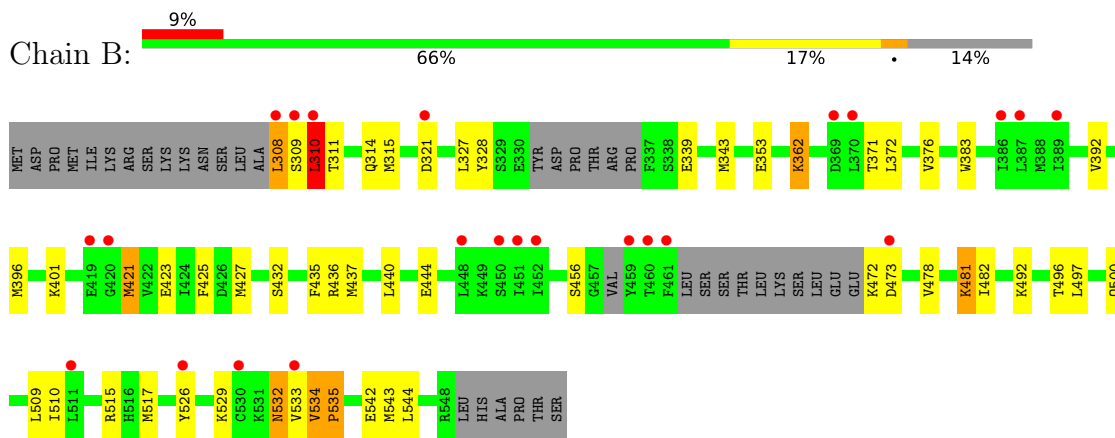 9%
Chain B:
66% 17% • 14%
MET ASP PRO MET ILE LYS ARG SER LYS LYS ASN SER LEU ALA L308 S309 L310 T311 Q314 M315 D321 L327 Y328 S329 E330 TYR ASP PRO THR ARG PRO F337 S338 E339 M343 E353 K362 D369 L370 T371 L372 V376 W383 I386 L387 M388 I389 V392
M396 K401 E419 G420 M421 V422 E423 I424 F425 D426 M427 S432 F435 R436 M437 L440 E444 L448 K449 S450 I451 I452 S456 G457 VAL Y459 T460 F461 LEU SER SER THR LEU LYS SER LEU GLU GLU K472 D473 V478 K481 I482 K492 T496 L497
L509 I510 L511 R515 H516 M517 Y526 K529 C530 K531 N532 V533 V534 P535 E542 M543 L544 R548 LEU HIS ALA PRO THR SER